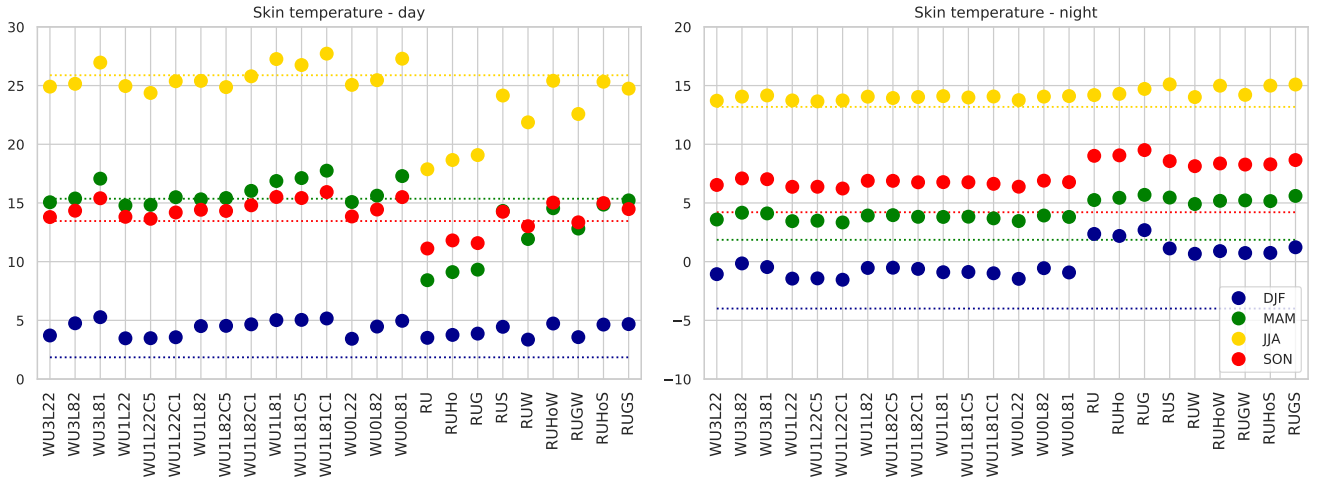 Skin temperature - day
30
25
20
15
10
5
0
WU3L22
WU3L82
WU3L81
WU1L22
WU1L22C5
WU1L22C1
WU1L82
WU1L82C5
WU1L82C1
WU1L81
WU1L81C5
WU1L81C1
WU0L22
WU0L82
WU0L81
RU
RUHo
RUG
RUS
RUW
RUHoW
RUGW
RUHoS
RUGS
Skin temperature - night
20
15
10
5
0
−5
−10
WU3L22
WU3L82
WU3L81
WU1L22
WU1L22C5
WU1L22C1
WU1L82
WU1L82C5
WU1L82C1
WU1L81
WU1L81C5
WU1L81C1
WU0L22
WU0L82
WU0L81
RU
RUHo
RUG
RUS
RUW
RUHoW
RUGW
RUHoS
RUGS
DJF
MAM
JJA
SON